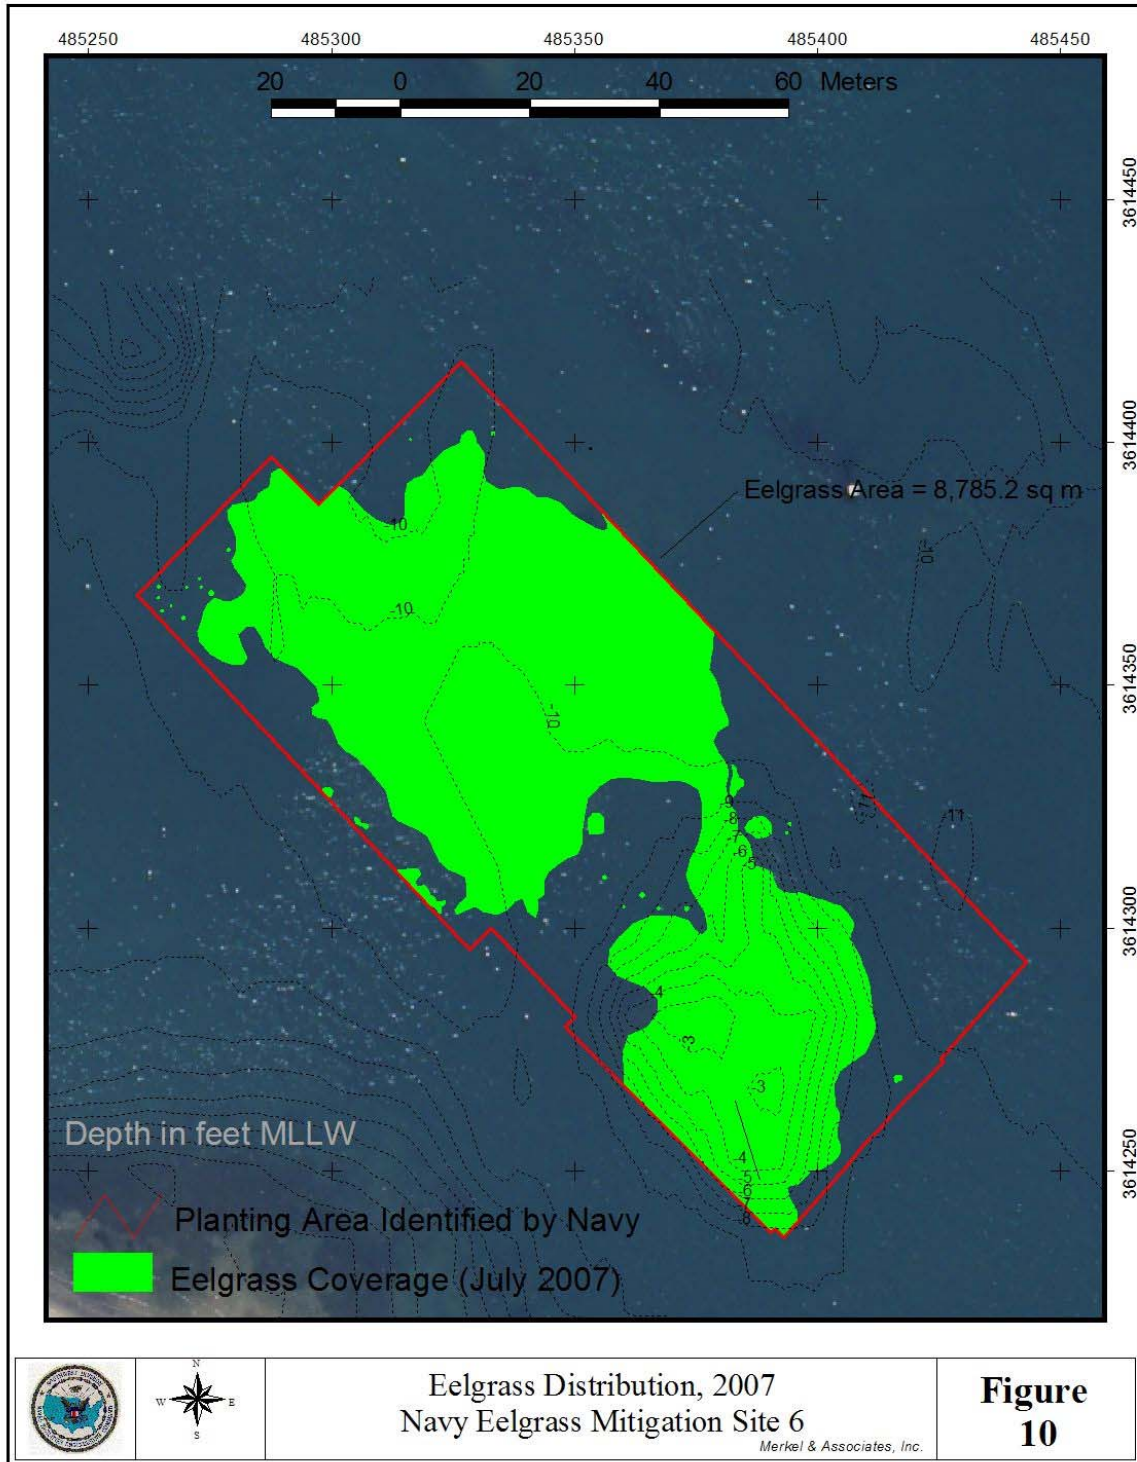 485250 485300 485350 485400 485450
20 0 20 40 60 Meters
3614450
3614400
-10
Eelgrass Area = 8,785.2 sq m
-10
-10
3614350
-10
-9
-8
-7
-6
-5
-11
-11
3614300
-4
-3
-3
Depth in feet MLLW
-4
-5
-6
-7
-8
3614250
Planting Area Identified by Navy
Eelgrass Coverage (July 2007)
N
W E
S
Eelgrass Distribution, 2007
Navy Eelgrass Mitigation Site 6
Merkel & Associates, Inc.
Figure
10